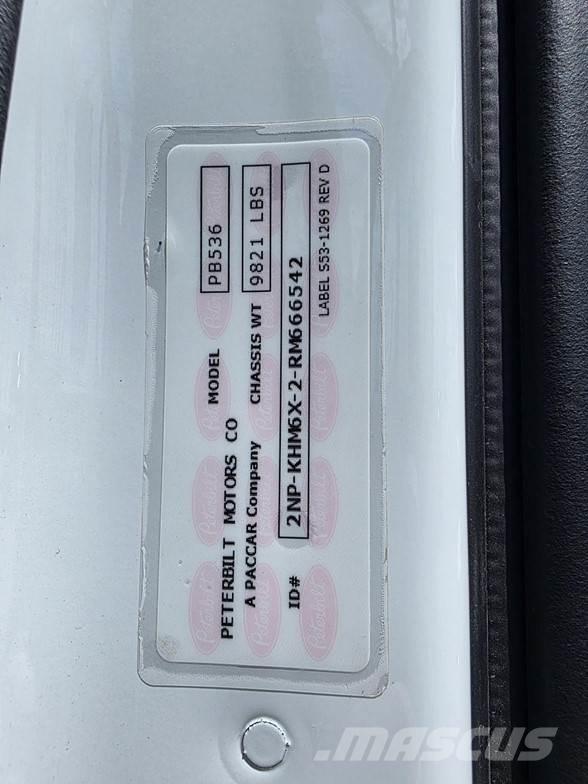 PETERBILT MOTORS CO MODEL PB536
A PACCAR Company CHASSIS WT 9821 LBS
ID# 2NP-KHM6X-2-RM666542
LABEL S53-1269 REV D
MASCUS